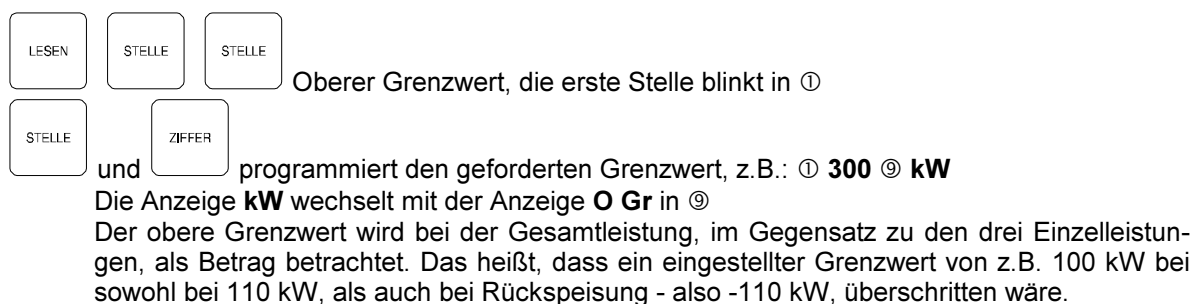 LESEN STELLE STELLE Oberer Grenzwert, die erste Stelle blinkt in ①
STELLE und ZIFFER programmiert den geforderten Grenzwert, z.B.: ① 300 ⑨ kW
Die Anzeige kW wechselt mit der Anzeige O Gr in ⑨
Der obere Grenzwert wird bei der Gesamtleistung, im Gegensatz zu den drei Einzelleistun-
gen, als Betrag betrachtet. Das heißt, dass ein eingestellter Grenzwert von z.B. 100 kW bei
sowohl bei 110 kW, als auch bei Rückspeisung - also -110 kW, überschritten wäre.